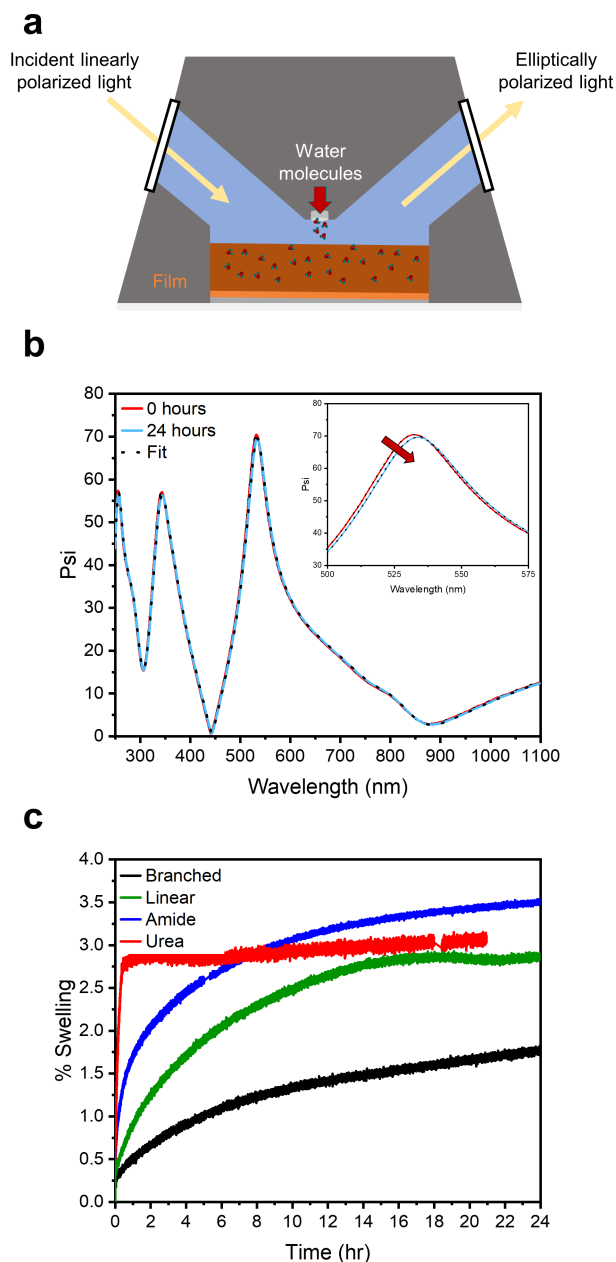 a
Incident linearly
polarized light
Elliptically
polarized light
Water
molecules
Film
b
80
70
60
50
40
30
20
10
0
Psi
0 hours
24 hours
Fit
80
70
60
50
40
30
Psi
500
525
550
575
Wavelength (nm)
300 400 500 600 700 800 900 1000 1100
Wavelength (nm)
c
4.0
3.5
3.0
2.5
2.0
1.5
1.0
0.5
0.0
% Swelling
Branched
Linear
Amide
Urea
0 2 4 6 8 10 12 14 16 18 20 22 24
Time (hr)